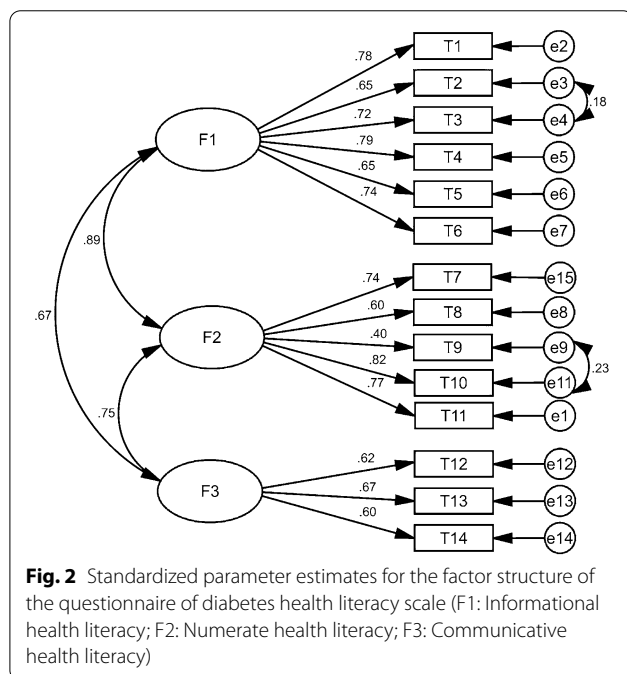 T1
e2
.78
T2
e3
.65
.18
T3
e4
.72
F1
T4
e5
.79
T5
e6
.65
T6
e7
.74
.89
T7
e15
.74
T8
e8
.60
.67
F2
T9
e9
.40
.23
T10
e11
.82
T11
e1
.77
.75
T12
e12
.62
F3
T13
e13
.67
T14
e14
.60
Fig. 2 Standardized parameter estimates for the factor structure of
the questionnaire of diabetes health literacy scale (F1: Informational
health literacy; F2: Numerate health literacy; F3: Communicative
health literacy)